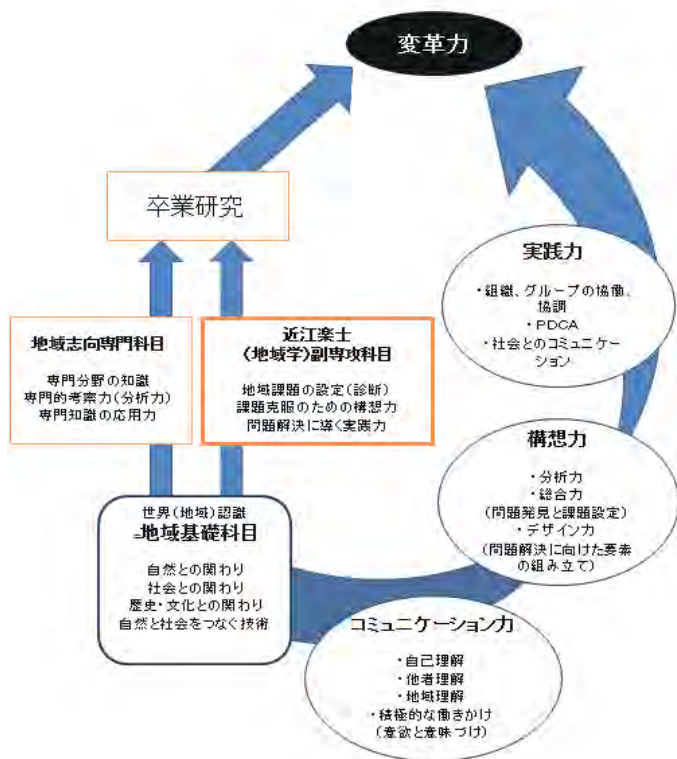 変革力
卒業研究
地域志向専門科目
専門分野の知識
専門的考察力(分析力)
専門知識の応用力
近江楽士
(地域学)副専攻科目
地域課題の設定(診断)
課題克服のための構想力
問題解決に導く実践力
世界(地域)認識
=地域基礎科目
自然との関わり
社会との関わり
歴史・文化との関わり
自然と社会をつなぐ技術
実践力
・組織、グループの協働、
協調
・PDCA
・社会とのコミュニケー
ション
構想力
・分析力
・総合力
(問題発見と課題設定)
・デザイン力
(問題解決に向けた要素
の組み立て)
コミュニケーション力
・自己理解
・他者理解
・地域理解
・積極的な働きかけ
(意欲と意味づけ)